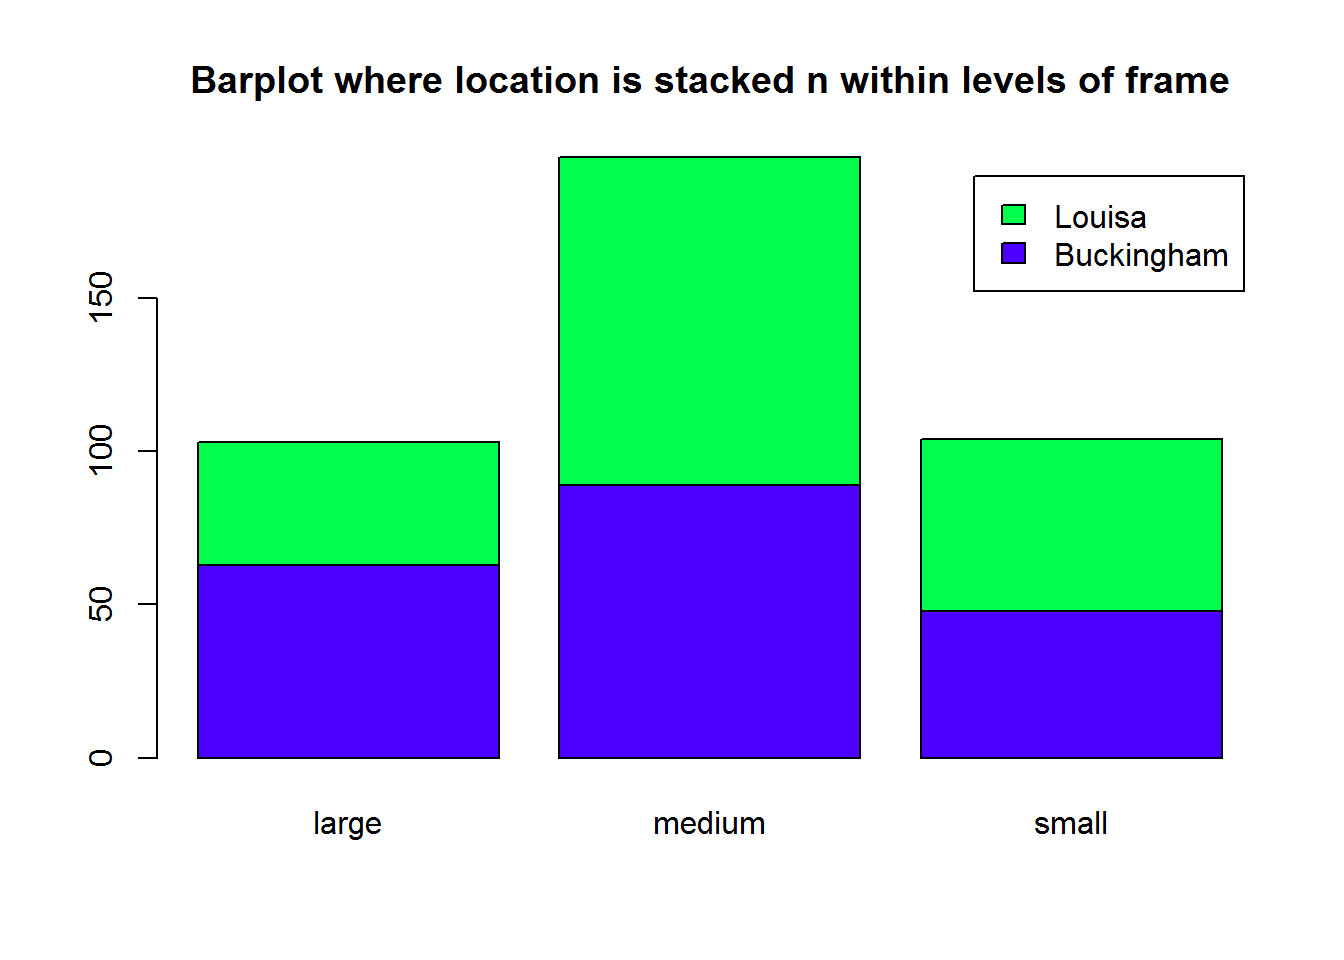 Barplot where location is stacked n within levels of frame
Louisa
Buckingham
150
100
50
0
large medium small